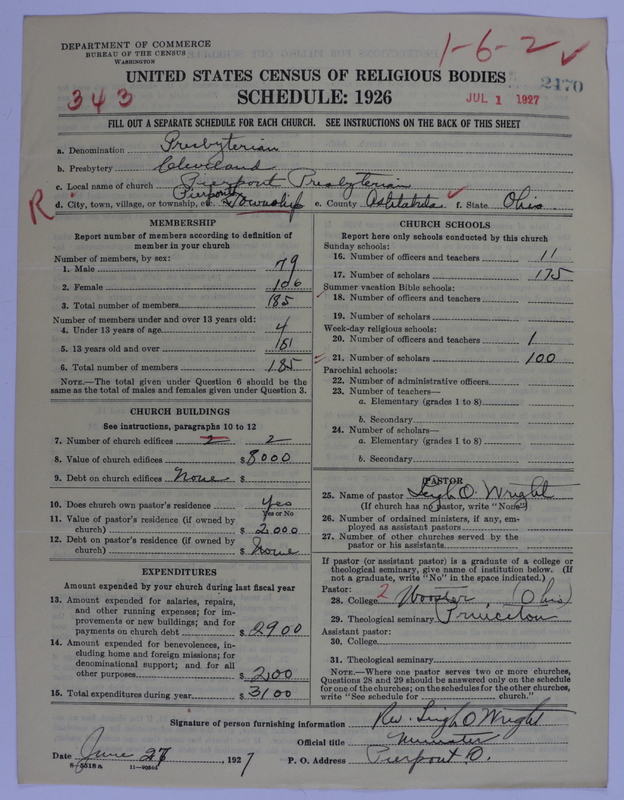 DEPARTMENT OF COMMERCE
BUREAU OF THE CENSUS
WASHINGTON
1-6-2 ✓
UNITED STATES CENSUS OF RELIGIOUS BODIES
2470
343
SCHEDULE: 1926
JUL 1 1927
FILL OUT A SEPARATE SCHEDULE FOR EACH CHURCH. SEE INSTRUCTIONS ON THE BACK OF THIS SHEET
a. Denomination Presbyterian
b. Presbytery Cleveland
c. Local name of church Pierpont Presbyterian
R d. City, town, village, or township, etc. Pierpont Township e. County Ashtabula ✓ f. State Ohio
MEMBERSHIP
Report number of members according to definition of
member in your church
Number of members, by sex:
1. Male 79
2. Female 106
3. Total number of members 185
Number of members under and over 13 years old:
4. Under 13 years of age 4
5. 13 years old and over 181
6. Total number of members 185
NOTE.—The total given under Question 6 should be the
same as the total of males and females given under Question 3.
CHURCH BUILDINGS
See instructions, paragraphs 10 to 12
7. Number of church edifices 2 2
8. Value of church edifices $ 8000
9. Debt on church edifices None $
10. Does church own pastor's residence Yes
Yes or No
11. Value of pastor's residence (if owned by
church) $ 2000
12. Debt on pastor's residence (if owned by
church) $ None
EXPENDITURES
Amount expended by your church during last fiscal year
13. Amount expended for salaries, repairs,
and other running expenses; for im-
provements or new buildings; and for
payments on church debt $ 2900
14. Amount expended for benevolences, in-
cluding home and foreign missions; for
denominational support; and for all
other purposes $ 200
15. Total expenditures during year $ 3100
CHURCH SCHOOLS
Report here only schools conducted by this church
Sunday schools:
16. Number of officers and teachers 11
17. Number of scholars 175
Summer vacation Bible schools:
18. Number of officers and teachers
19. Number of scholars
Week-day religious schools:
20. Number of officers and teachers 1
21. Number of scholars 100
Parochial schools:
22. Number of administrative officers
23. Number of teachers—
a. Elementary (grades 1 to 8)
b. Secondary
24. Number of scholars—
a. Elementary (grades 1 to 8)
b. Secondary
PASTOR
25. Name of pastor Leigh O. Wright
(If church has no pastor, write "None")
26. Number of ordained ministers, if any, em-
ployed as assistant pastors
27. Number of other churches served by the
pastor or his assistants
If pastor (or assistant pastor) is a graduate of a college or
theological seminary, give name of institution below. (If
not a graduate, write "No" in the space indicated.)
Pastor:
28. College 2 Wooster, (Ohio)
29. Theological seminary Princeton
Assistant pastor:
30. College
31. Theological seminary
NOTE.—Where one pastor serves two or more churches,
Questions 28 and 29 should be answered only on the schedule
for one of the churches; on the schedules for the other churches,
write "See schedule for church."
Signature of person furnishing information Rev. Leigh O Wright
Official title Minister
Date June 27, 1927 P. O. Address Pierpont O.
8-5518a